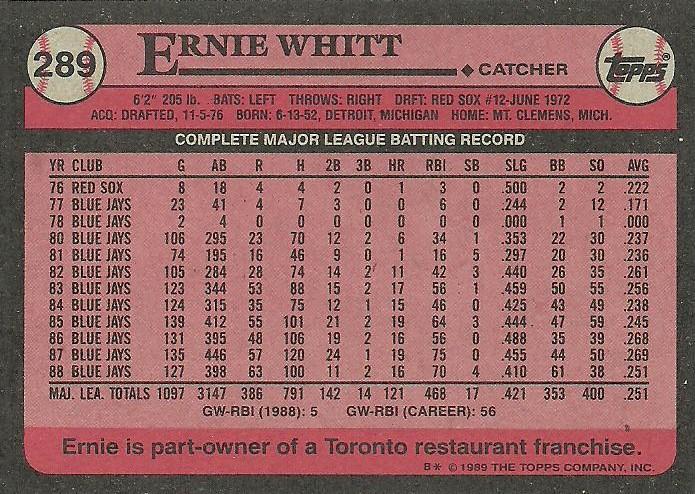 289
ERNIE WHITT
topps®
◆ CATCHER
6'2" 205 lb. BATS: LEFT THROWS: RIGHT DRFT: RED SOX #12-JUNE 1972
ACQ: DRAFTED, 11-5-76 BORN: 6-13-52, DETROIT, MICHIGAN HOME: MT. CLEMENS, MICH.
COMPLETE MAJOR LEAGUE BATTING RECORD
YR CLUB G AB R H 2B 3B HR RBI SB SLG BB SO AVG
76 RED SOX 8 18 4 4 2 0 1 3 0 .500 2 2 .222
77 BLUE JAYS 23 41 4 7 3 0 0 6 0 .244 2 12 .171
78 BLUE JAYS 2 4 0 0 0 0 0 0 0 .000 1 1 .000
80 BLUE JAYS 106 295 23 70 12 2 6 34 1 .353 22 30 .237
81 BLUE JAYS 74 195 16 46 9 0 1 16 5 .297 20 30 .236
82 BLUE JAYS 105 284 28 74 14 2 11 42 3 .440 26 35 .261
83 BLUE JAYS 123 344 53 88 15 2 17 56 1 .459 50 55 .256
84 BLUE JAYS 124 315 35 75 12 1 15 46 0 .425 43 49 .238
85 BLUE JAYS 139 412 55 101 21 2 19 64 3 .444 47 59 .245
86 BLUE JAYS 131 395 48 106 19 2 16 56 0 .488 35 39 .268
87 BLUE JAYS 135 446 57 120 24 1 19 75 0 .455 44 50 .269
88 BLUE JAYS 127 398 63 100 11 2 16 70 4 .410 61 38 .251
MAJ. LEA. TOTALS 1097 3147 386 791 142 14 121 468 17 .421 353 400 .251
GW-RBI (1988): 5 GW-RBI (CAREER): 56
Ernie is part-owner of a Toronto restaurant franchise.
B* © 1989 THE TOPPS COMPANY, INC.